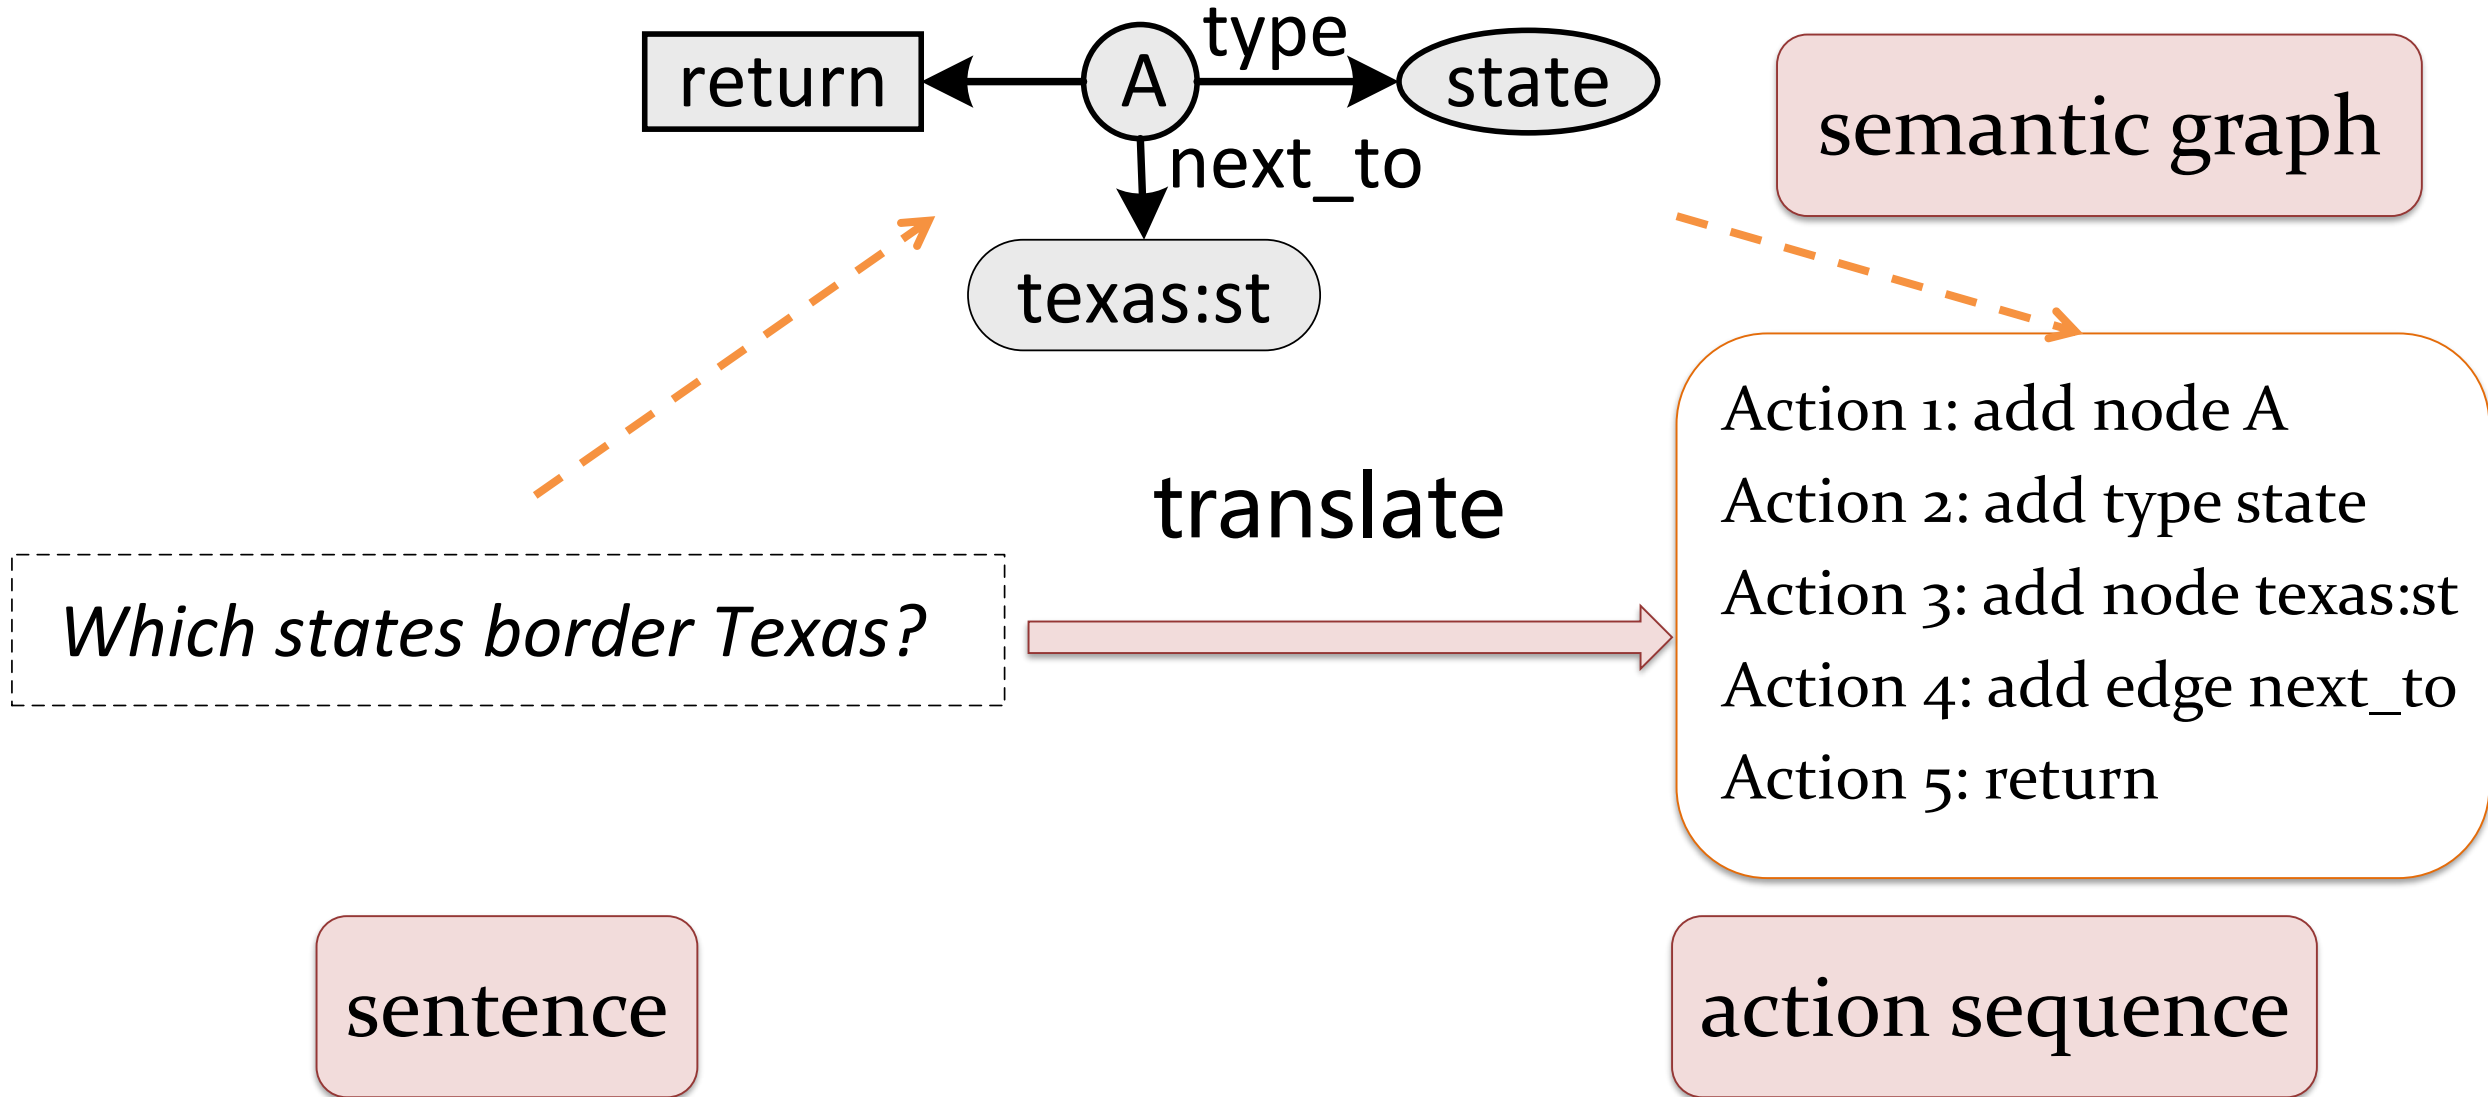 type
return
A
state
semantic graph
next_to
texas:st
Action 1: add node A
Action 2: add type state
translate
Action 3: add node texas:st
Which states border Texas?
Action 4: add edge next_to
Action 5: return
sentence
action sequence